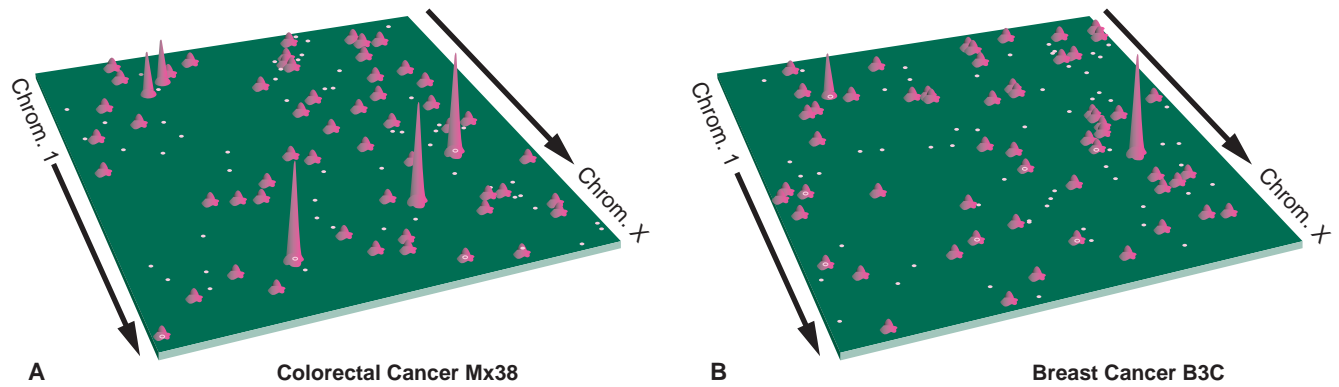 Chrom. 1
Chrom. X
A
Colorectal Cancer Mx38
Chrom. 1
Chrom. X
B
Breast Cancer B3C